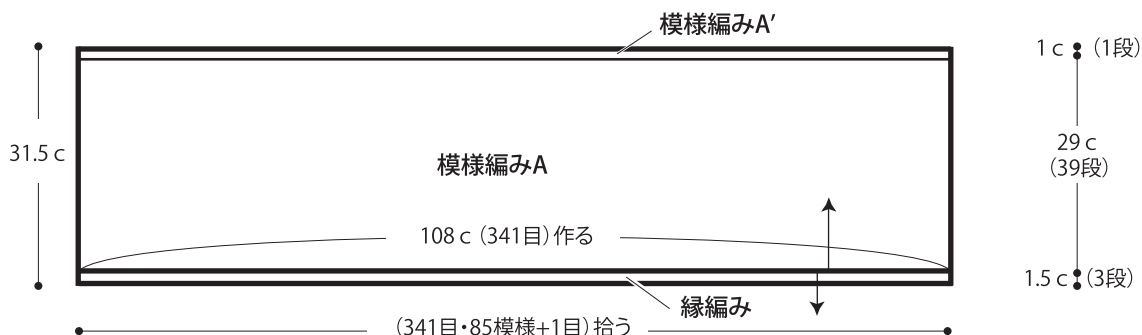 模様編みA’
1 c (1段)
31.5 c
29 c
(39段)
模様編みA
108 c (341目) 作る
1.5 c (3段)
縁編み
(341目・85模様+1目) 拾う